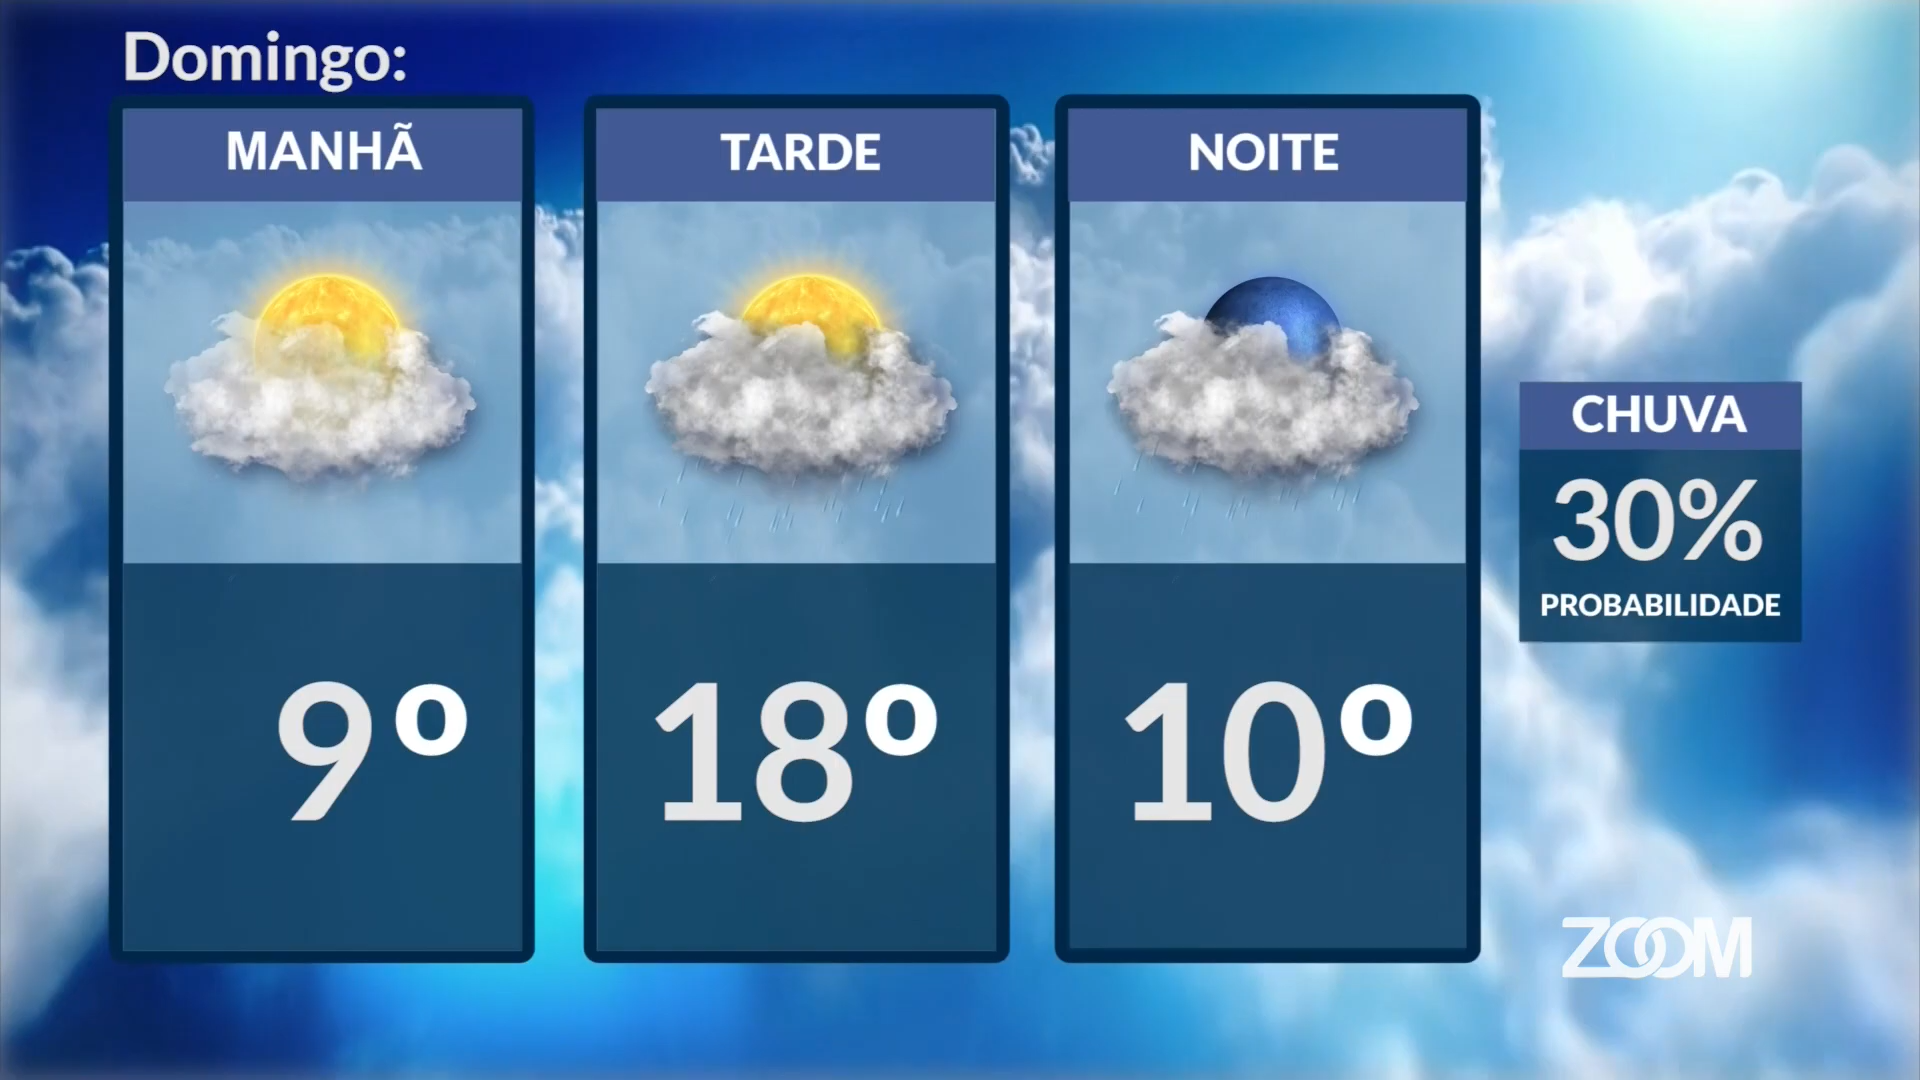 Domingo:
MANHÃ
9º
TARDE
18º
NOITE
10º
CHUVA
30%
PROBABILIDADE
ZOOM